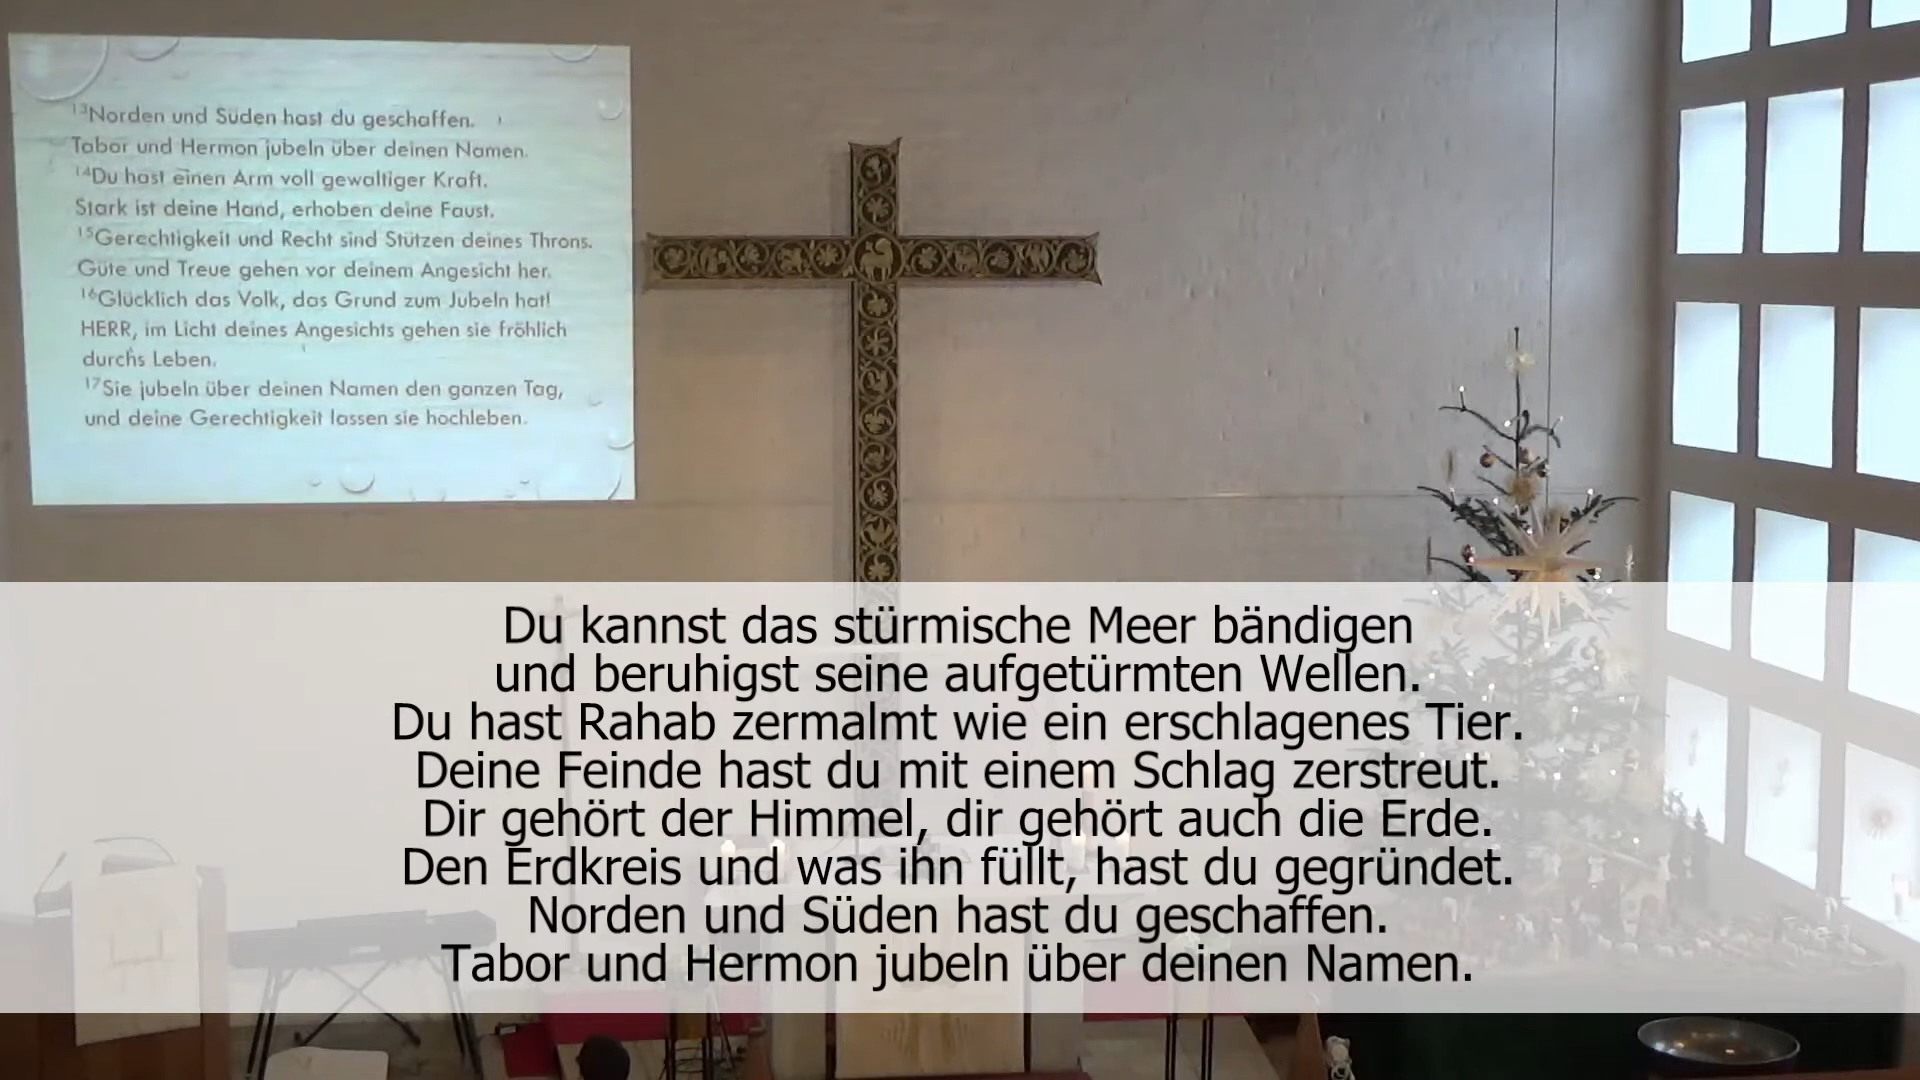 ¹³Norden und Süden hast du geschaffen.
Tabor und Hermon jubeln über deinen Namen.
¹⁴Du hast einen Arm voll gewaltiger Kraft.
Stark ist deine Hand, erhoben deine Faust.
¹⁵Gerechtigkeit und Recht sind Stützen deines Throns.
Güte und Treue gehen vor deinem Angesicht her.
¹⁶Glücklich das Volk, das Grund zum Jubeln hat!
HERR, im Licht deines Angesichts gehen sie fröhlich
durchs Leben.
¹⁷Sie jubeln über deinen Namen den ganzen Tag,
und deine Gerechtigkeit lassen sie hochleben.
Du kannst das stürmische Meer bändigen
und beruhigst seine aufgetürmten Wellen.
Du hast Rahab zermalmt wie ein erschlagenes Tier.
Deine Feinde hast du mit einem Schlag zerstreut.
Dir gehört der Himmel, dir gehört auch die Erde.
Den Erdkreis und was ihn füllt, hast du gegründet.
Norden und Süden hast du geschaffen.
Tabor und Hermon jubeln über deinen Namen.